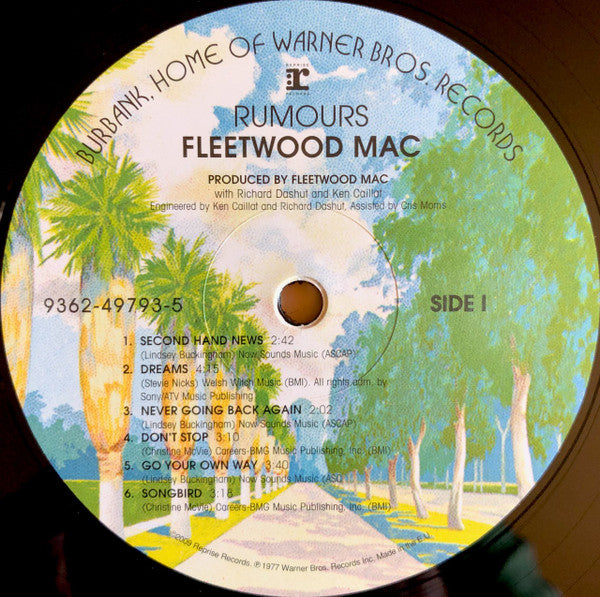 BURBANK, HOME OF WARNER BROS. RECORDS
REPRISE
r
RECORDS
RUMOURS
FLEETWOOD MAC
PRODUCED BY FLEETWOOD MAC
with Richard Dashut and Ken Caillat
Engineered by Ken Caillat and Richard Dashut, Assisted by Cris Morris
9362-49793-5
SIDE I
1. SECOND HAND NEWS 2:42
(Lindsey Buckingham) Now Sounds Music (ASCAP)
2. DREAMS 4:15
(Stevie Nicks) Welsh Witch Music (BMI). All rights adm. by
Sony/ATV Music Publishing
3. NEVER GOING BACK AGAIN 2:02
(Lindsey Buckingham) Now Sounds Music (ASCAP)
4. DON'T STOP 3:10
(Christine McVie) Careers-BMG Music Publishing, Inc. (BMI)
5. GO YOUR OWN WAY 3:40
(Lindsey Buckingham) Now Sounds Music (ASC
6. SONGBIRD 3:18
(Christine McVie) Careers-BMG Music Publishing, Inc. (BMI)
©2009 Reprise Records. ℗ 1977 Warner Bros. Records Inc. Made in the E.U.